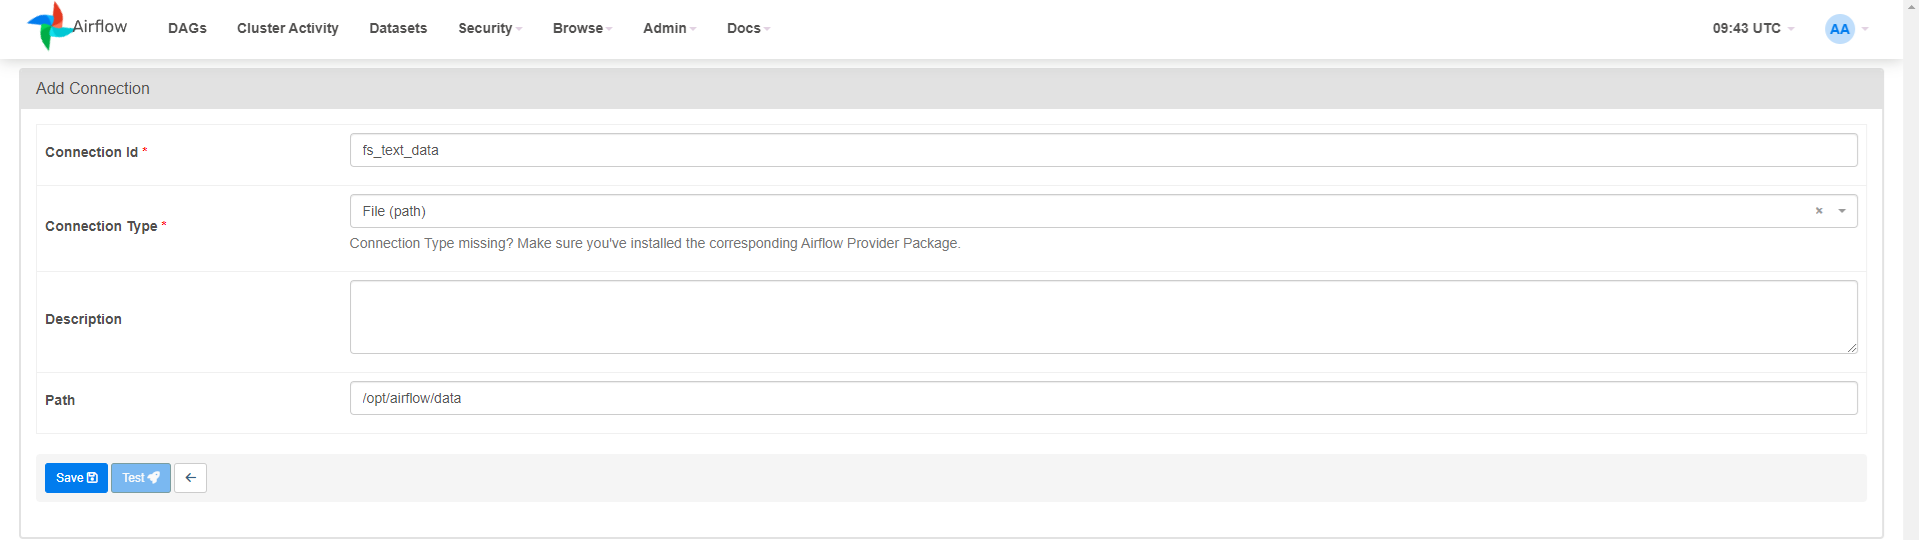 Airflow DAGs Cluster Activity Datasets Security Browse Admin Docs 09:43 UTC AA
Add Connection
Connection Id * fs_text_data
Connection Type * File (path) ×
Connection Type missing? Make sure you've installed the corresponding Airflow Provider Package.
Description
Path /opt/airflow/data
Save Test ←